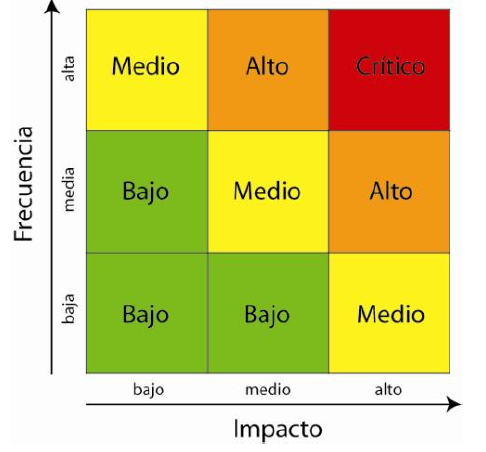 Frecuencia
alta
Medio
Alto
Crítico
media
Bajo
Medio
Alto
baja
Bajo
Bajo
Medio
bajo
medio
alto
Impacto